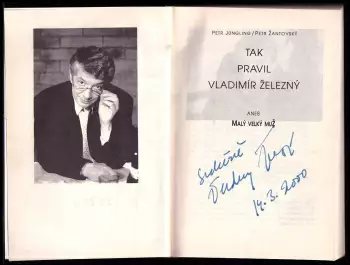 PETR JÜNGLING / PETR ŽANTOVSKÝ
TAK
PRAVIL
VLADIMÍR ŽELEZNÝ
ANEB
MALÝ VELKÝ MUŽ
Srdečně
14. 3. 2000